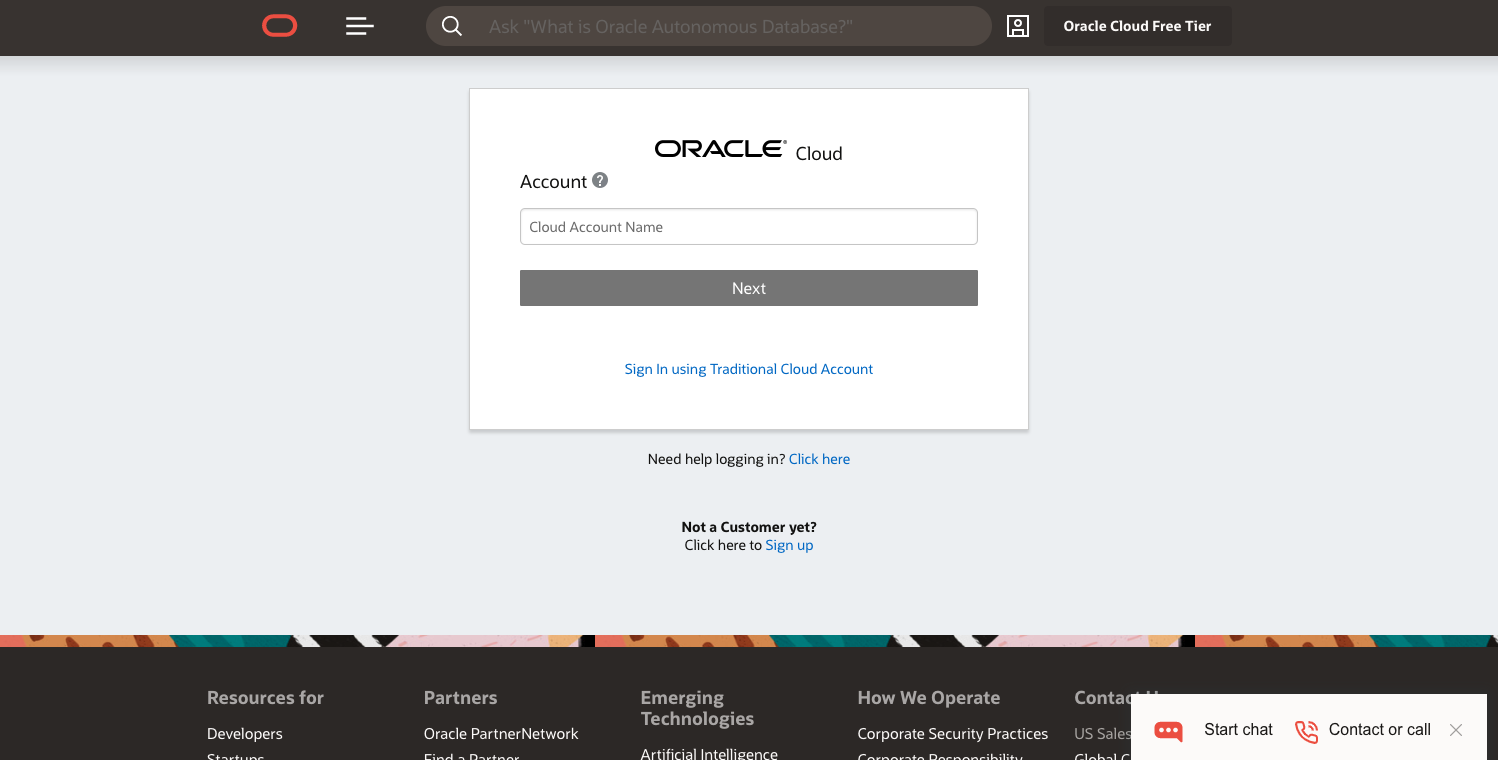 Ask "What is Oracle Autonomous Database?"
Oracle Cloud Free Tier
ORACLE Cloud
Account
Cloud Account Name
Next
Sign In using Traditional Cloud Account
Need help logging in? Click here
Not a Customer yet?
Click here to Sign up
Resources for
Developers
Startups
Partners
Oracle PartnerNetwork
Find a Partner
Emerging
Technologies
Artificial Intelligence
How We Operate
Corporate Security Practices
Corporate Responsibility
Contact
US Sales
Global
Start chat
Contact or call